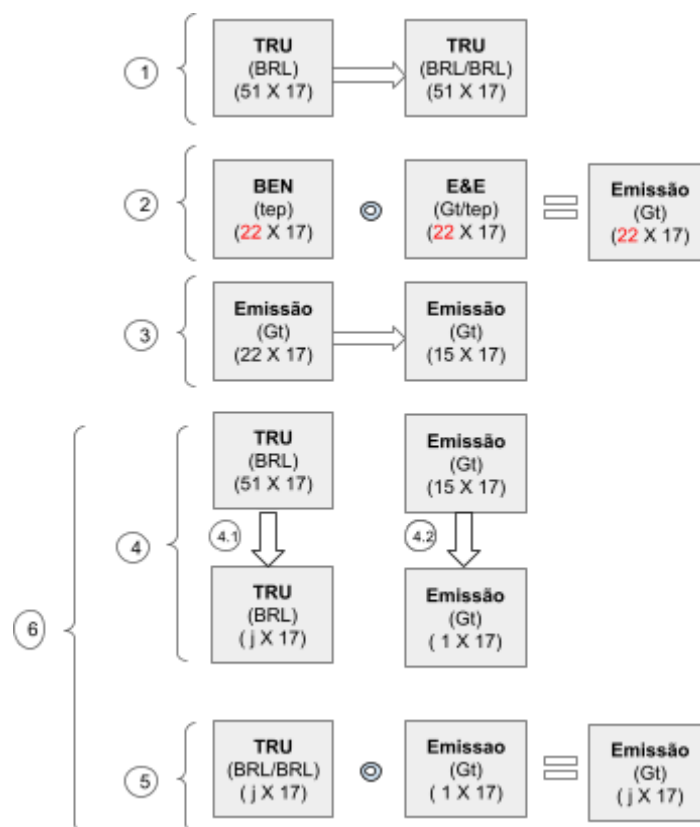 1
TRU
(BRL)
(51 X 17)
TRU
(BRL/BRL)
(51 X 17)
2
BEN
(tep)
(22 X 17)
E&E
(Gt/tep)
(22 X 17)
Emissão
(Gt)
(22 X 17)
3
Emissão
(Gt)
(22 X 17)
Emissão
(Gt)
(15 X 17)
6
4
TRU
(BRL)
(51 X 17)
Emissão
(Gt)
(15 X 17)
4.1
4.2
TRU
(BRL)
( j X 17)
Emissão
(Gt)
( 1 X 17)
5
TRU
(BRL/BRL)
( j X 17)
Emissao
(Gt)
( 1 X 17)
Emissão
(Gt)
( j X 17)